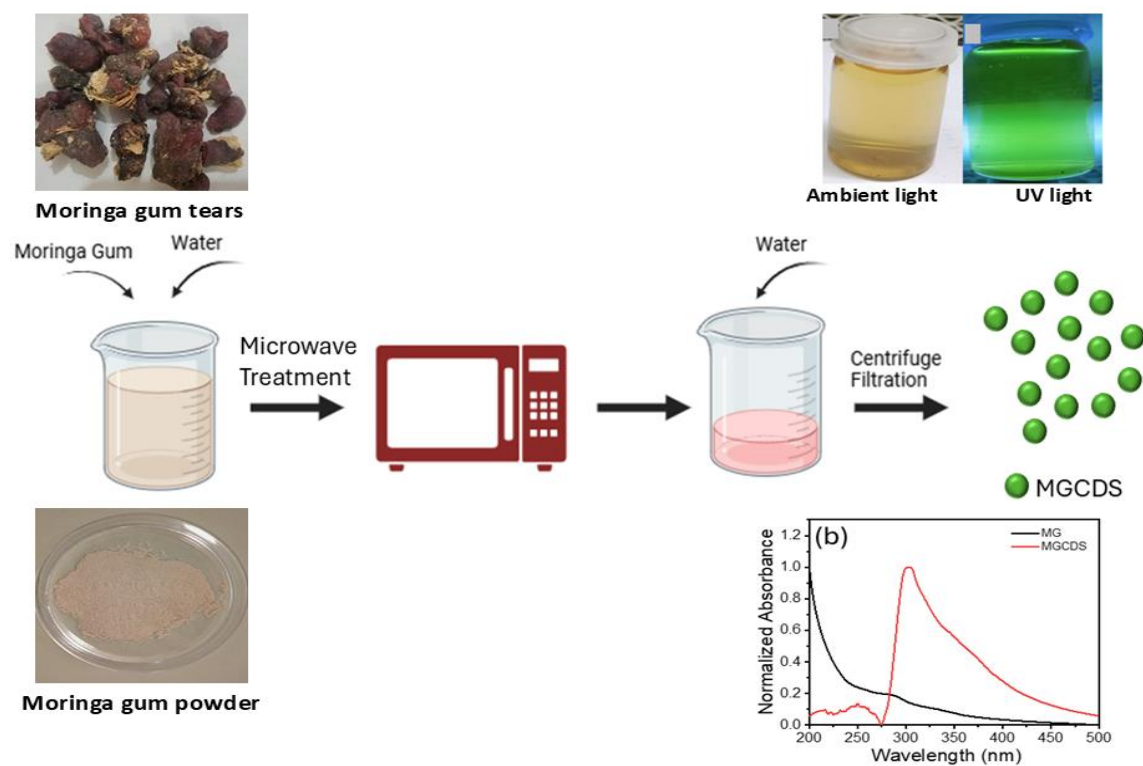 Moringa gum tears
Ambient light
UV light
Moringa Gum
Water
Microwave
Treatment
Water
Centrifuge
Filtration
MGCDS
Moringa gum powder
(b)
MG
MGCDS
Normalized Absorbance
1.2
1.0
0.8
0.6
0.4
0.2
0.0
200
250
300
350
400
450
500
Wavelength (nm)